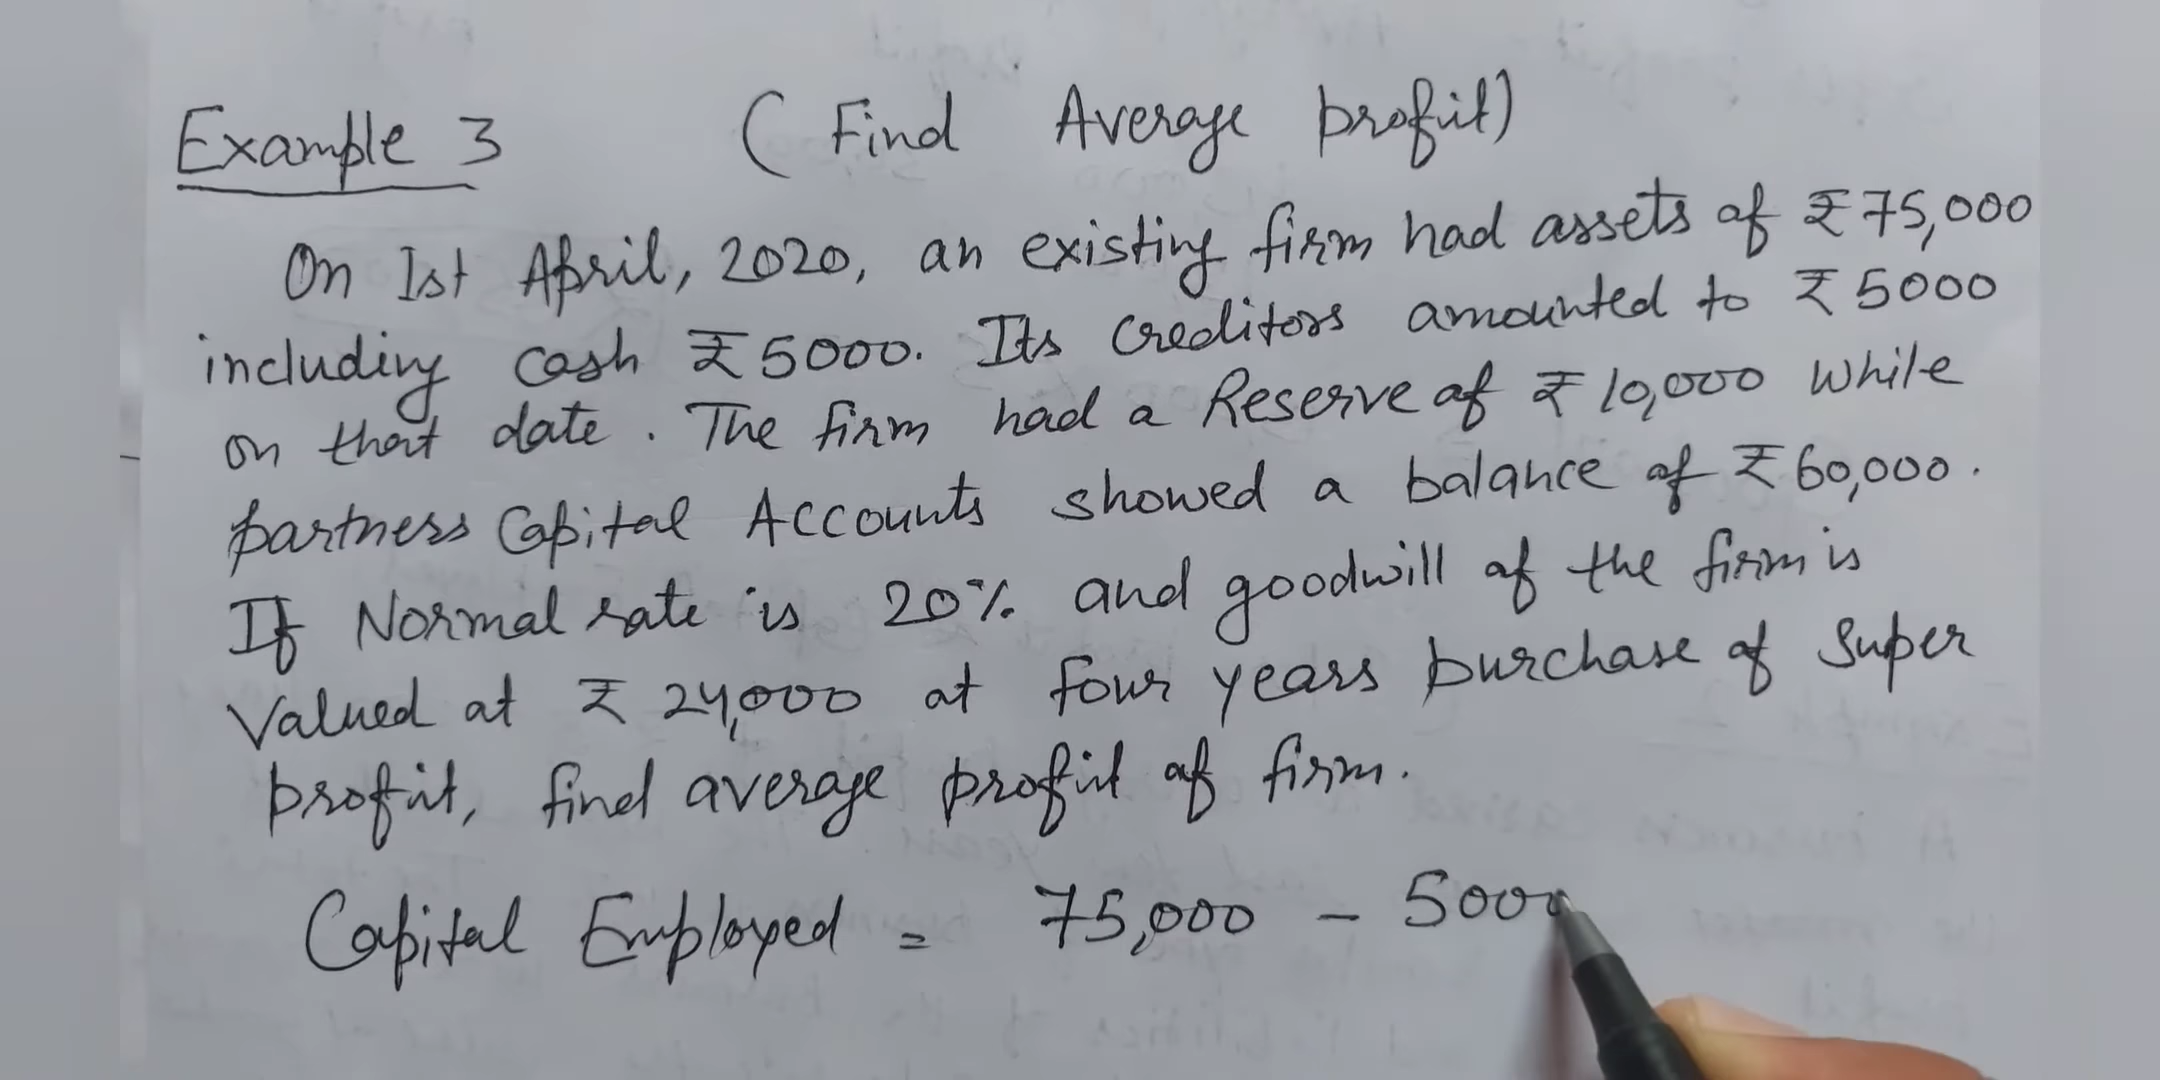 Example 3 (Find Average profit)
On 1st April, 2020, an existing firm had assets of ₹75,000
including cash ₹5000. Its Creditors amounted to ₹5000
on that date. The firm had a Reserve of ₹10,000 while
partners Capital Accounts showed a balance of ₹60,000.
If Normal rate is 20% and goodwill of the firm is
Valued at ₹24,000 at four years purchase of super
profit, find average profit of firm.
Capital Employed = 75,000 - 5000